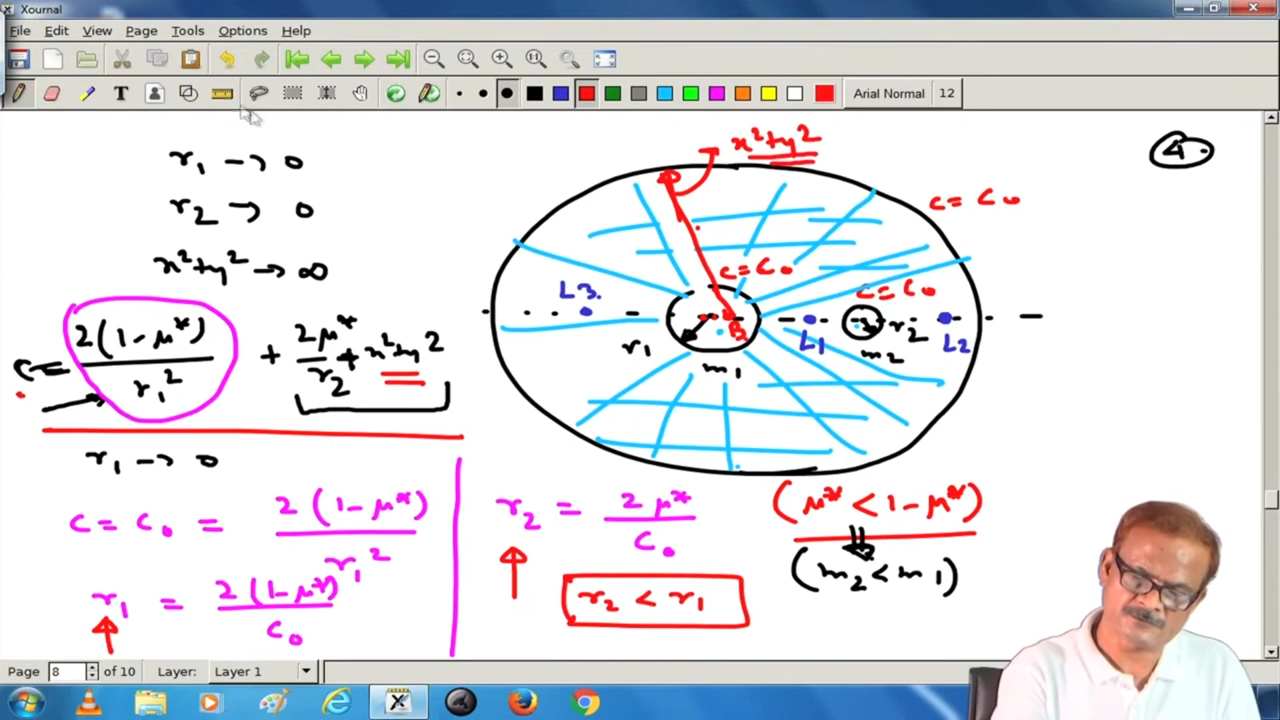 Xournal
File Edit View Page Tools Options Help
Arial Normal 12
r₁ → 0
r₂ → 0
x²+y² → ∞
c = 2(1-μ*) / r₁² + 2μ* / r₂ + x²+y²
r₁ → 0
c = c₀ = 2(1-μ*) / r₁²
r₁ = 2(1-μ*) / c₀
r₂ = 2μ* / c₀
r₂ < r₁
(μ* < 1-μ*)
⇓
(m₂ < m₁)
x²+y²
4
c = c₀
c = c₀
c = c₀
L3
r₁
B
m₁
L1
r₂
m₂
L2
Page 8 of 10 Layer: Layer 1